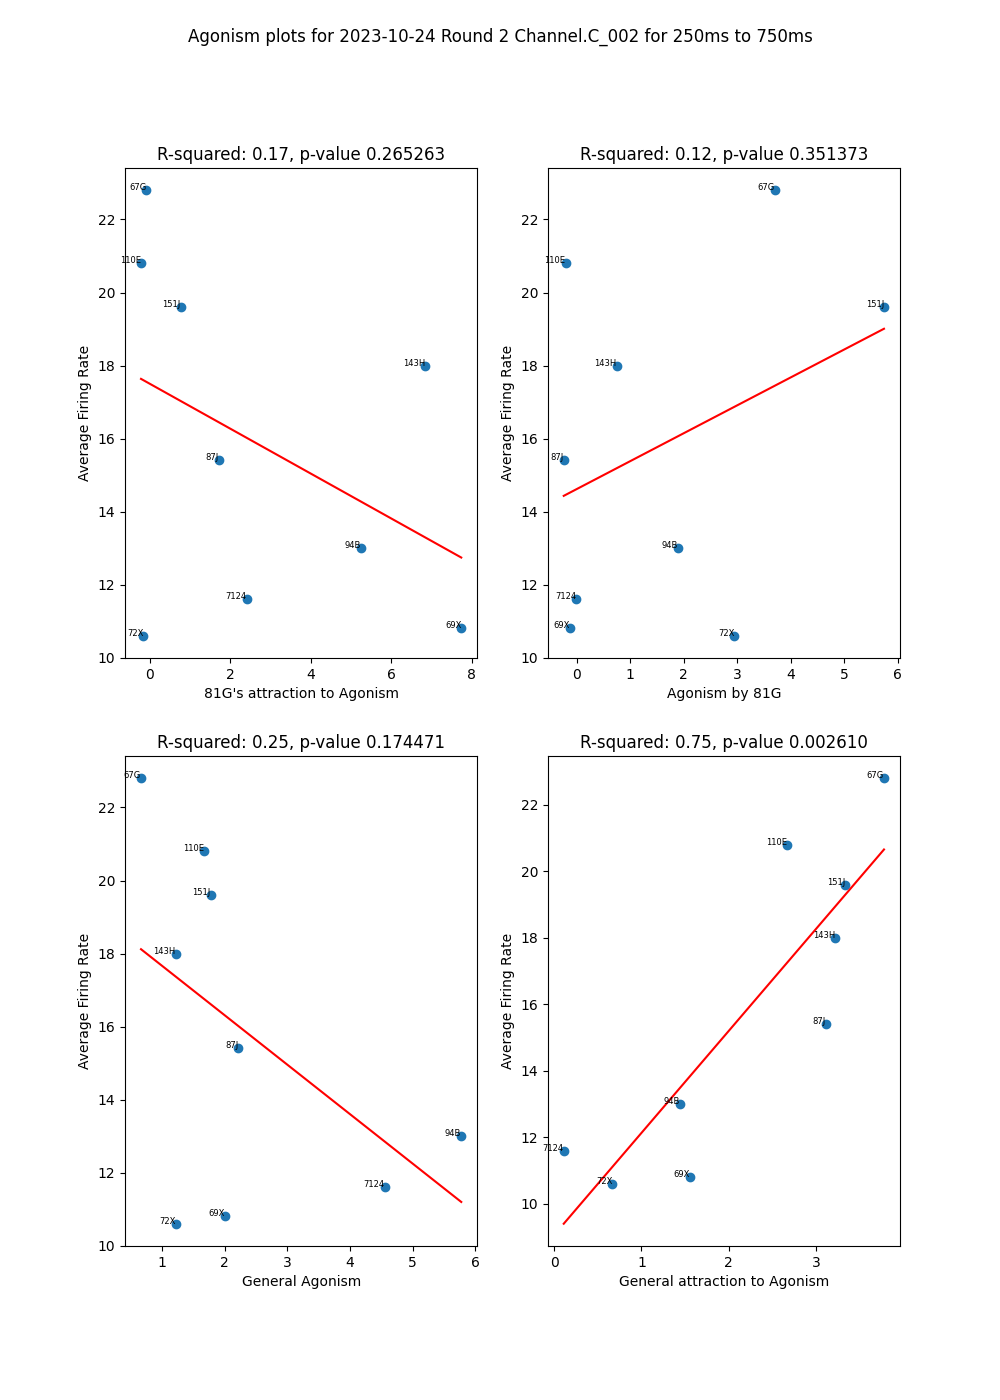 Agonism plots for 2023-10-24 Round 2 Channel.C_002 for 250ms to 750ms
R-squared: 0.17, p-value 0.265263
67G
110E
151J
143H
87J
94B
7124
69X
72X
22
20
18
16
14
12
10
Average Firing Rate
0 2 4 6 8
81G's attraction to Agonism
R-squared: 0.12, p-value 0.351373
67G
110E
151J
143H
87J
94B
7124
69X
72X
22
20
18
16
14
12
10
Average Firing Rate
0 1 2 3 4 5 6
Agonism by 81G
R-squared: 0.25, p-value 0.174471
67G
110E
151J
143H
87J
94B
7124
69X
72X
22
20
18
16
14
12
10
Average Firing Rate
1 2 3 4 5 6
General Agonism
R-squared: 0.75, p-value 0.002610
67G
110E
151J
143H
87J
94B
7124
69X
72X
22
20
18
16
14
12
10
Average Firing Rate
0 1 2 3
General attraction to Agonism